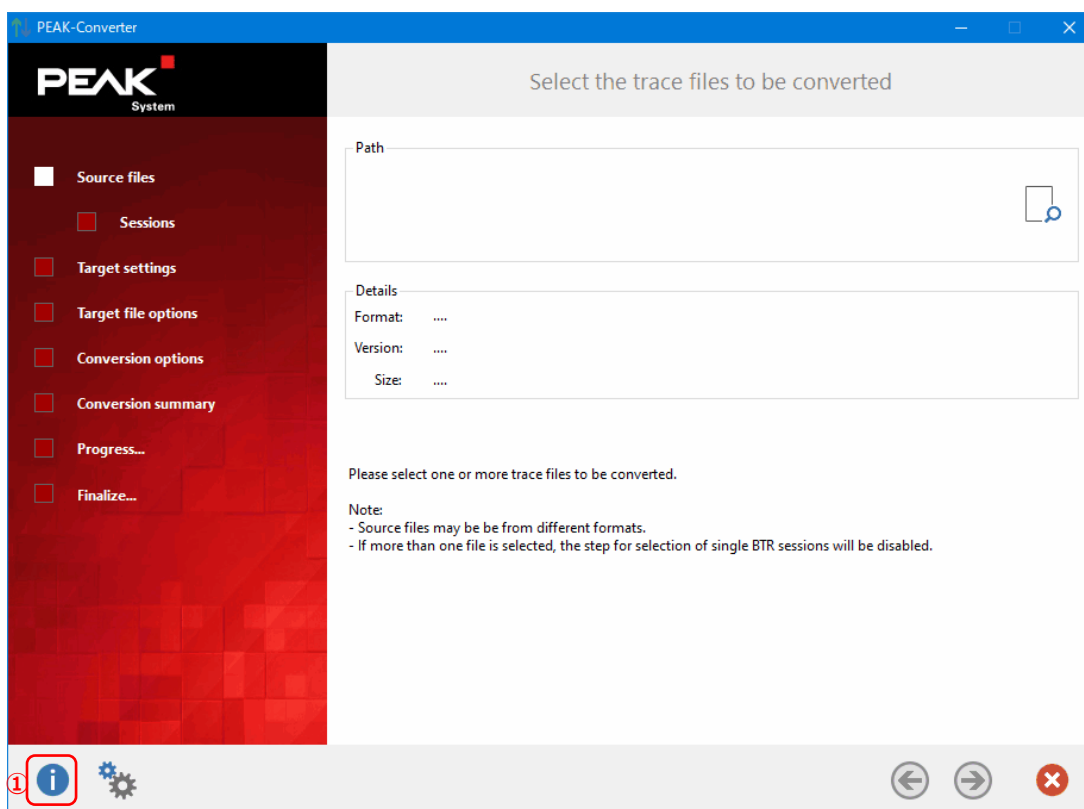 PEAK-Converter
PEAK
System
Select the trace files to be converted
Source files
Sessions
Target settings
Target file options
Conversion options
Conversion summary
Progress...
Finalize...
Path
Details
Format: ....
Version: ....
Size: ....
Please select one or more trace files to be converted.
Note:
- Source files may be be from different formats.
- If more than one file is selected, the step for selection of single BTR sessions will be disabled.
①
i